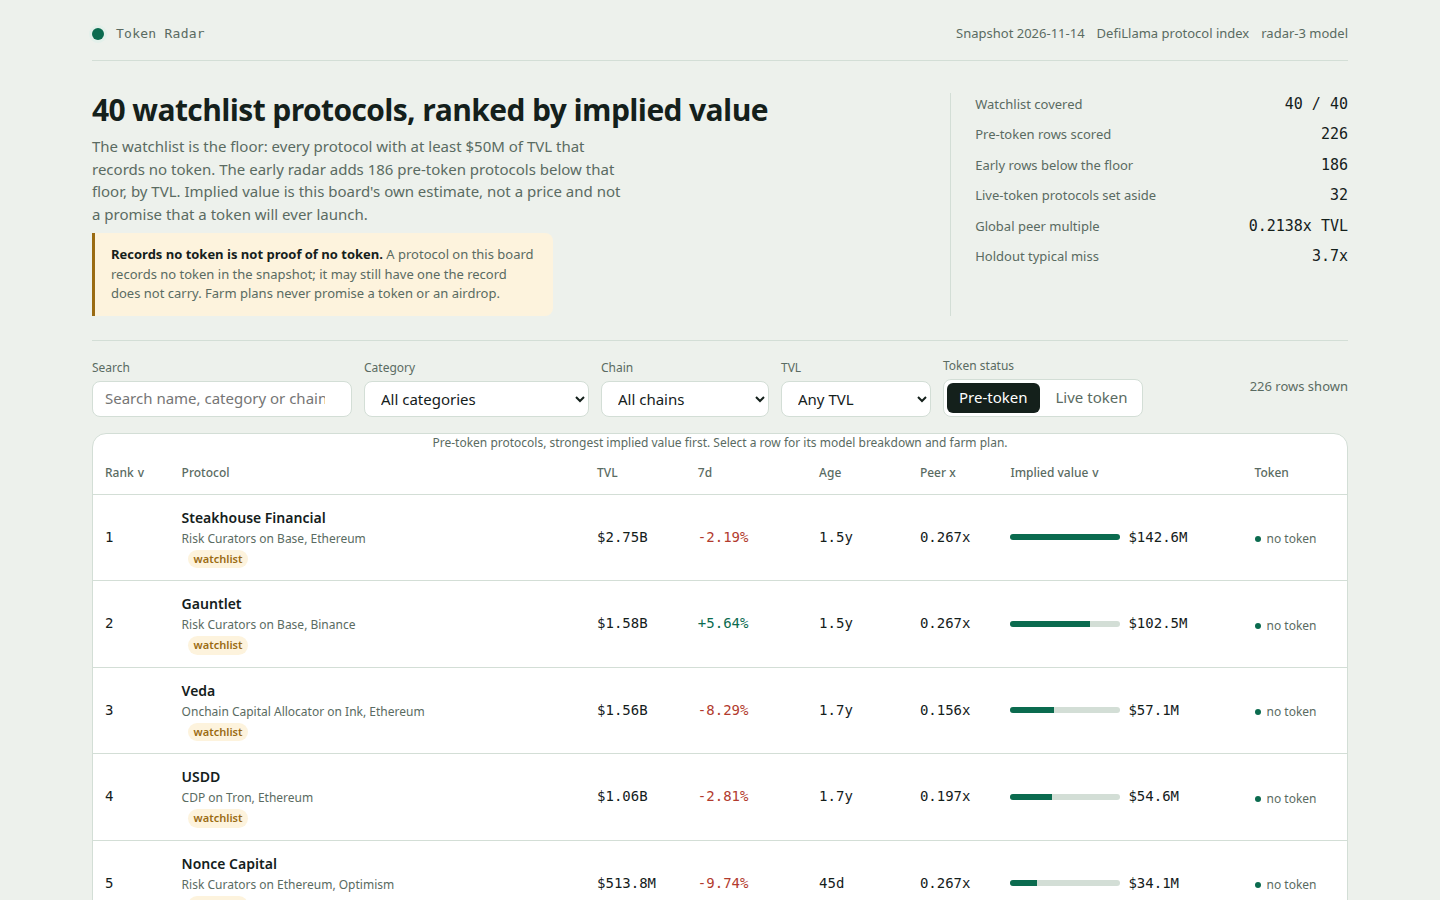 Token Radar
Snapshot 2026-11-14 DefiLlama protocol index radar-3 model
40 watchlist protocols, ranked by implied value
The watchlist is the floor: every protocol with at least $50M of TVL that
records no token. The early radar adds 186 pre-token protocols below that
floor, by TVL. Implied value is this board's own estimate, not a price and not
a promise that a token will ever launch.
Records no token is not proof of no token. A protocol on this board
records no token in the snapshot; it may still have one the record
does not carry. Farm plans never promise a token or an airdrop.
Watchlist covered 40 / 40
Pre-token rows scored 226
Early rows below the floor 186
Live-token protocols set aside 32
Global peer multiple 0.2138x TVL
Holdout typical miss 3.7x
Search Category Chain TVL Token status
Search name, category or chain All categories All chains Any TVL Pre-token Live token 226 rows shown
Pre-token protocols, strongest implied value first. Select a row for its model breakdown and farm plan.
Rank v Protocol TVL 7d Age Peer x Implied value v Token
Steakhouse Financial
1 Risk Curators on Base, Ethereum $2.75B -2.19% 1.5y 0.267x $142.6M no token
watchlist
Gauntlet
2 Risk Curators on Base, Binance $1.58B +5.64% 1.5y 0.267x $102.5M no token
watchlist
Veda
3 Onchain Capital Allocator on Ink, Ethereum $1.56B -8.29% 1.7y 0.156x $57.1M no token
watchlist
USDD
4 CDP on Tron, Ethereum $1.06B -2.81% 1.7y 0.197x $54.6M no token
watchlist
Nonce Capital
5 Risk Curators on Ethereum, Optimism $513.8M -9.74% 45d 0.267x $34.1M no token